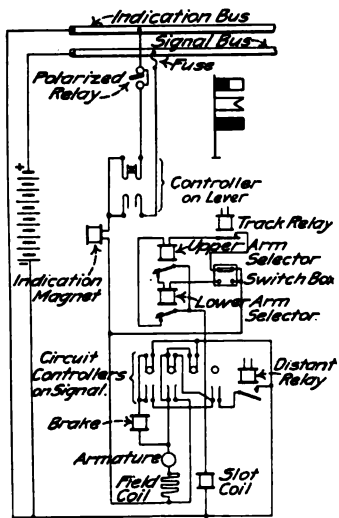 Indication Bus
Signal Bus
Fuse
Polarized
Relay
Controller
on Lever
Track Relay
Upper Arm
Selector
Indication
Magnet
Switch Box
Lower Arm
Selector.
Circuit
Controllers
on Signal.
Distant
Relay
Brake
Armature
Field
Coil
Slot
Coil
+